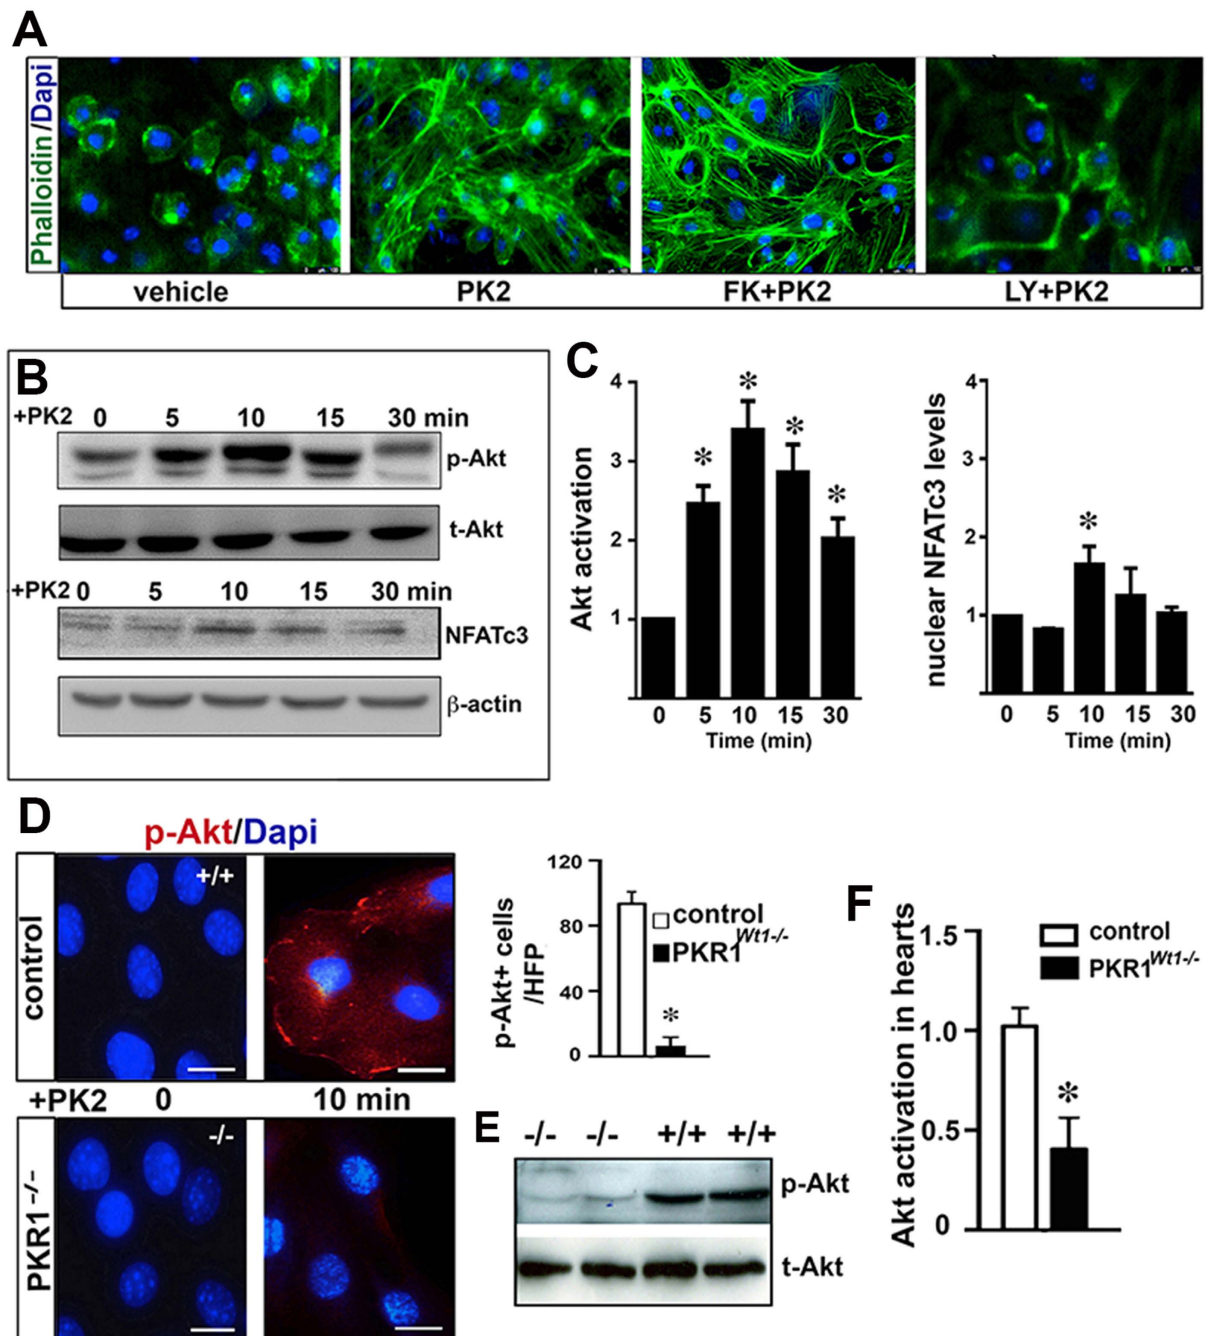 A
Phalloidin/Dapi
vehicle PK2 FK+PK2 LY+PK2
B
+PK2 0 5 10 15 30 min
p-Akt
t-Akt
+PK2 0 5 10 15 30 min
NFATc3
β-actin
C
Akt activation
4
*
*
*
3
*
2
1
0 5 10 15 30
Time (min)
nuclear NFATc3 levels
4
3
*
2
1
0 5 10 15 30
Time (min)
D
p-Akt/Dapi
control
+/+
+PK2 0 10 min
PKR1-/-
-/-
p-Akt+ cells
/HFP
120
80
40
0
control
PKR1Wt1-/-
*
E
-/- -/- +/+ +/+
p-Akt
t-Akt
F
Akt activation in hearts
1.5
1.0
0.5
0
control
PKR1Wt1-/-
*